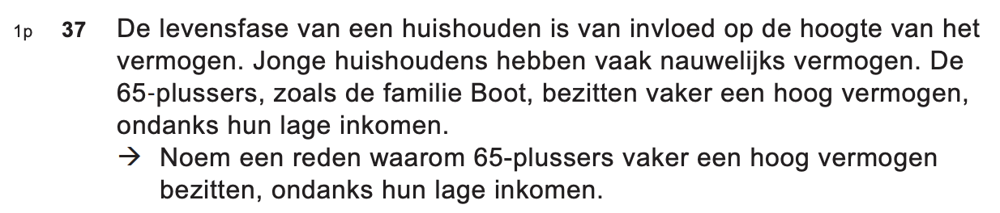 1p 37 De levensfase van een huishouden is van invloed op de hoogte van het
vermogen. Jonge huishoudens hebben vaak nauwelijks vermogen. De
65-plussers, zoals de familie Boot, bezitten vaker een hoog vermogen,
ondanks hun lage inkomen.
→ Noem een reden waarom 65-plussers vaker een hoog vermogen
bezitten, ondanks hun lage inkomen.